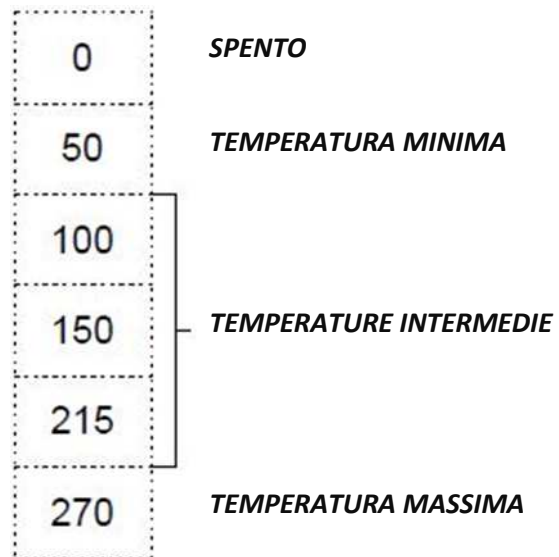 0 SPENTO
50 TEMPERATURA MINIMA
100
150 TEMPERATURE INTERMEDIE
215
270 TEMPERATURA MASSIMA